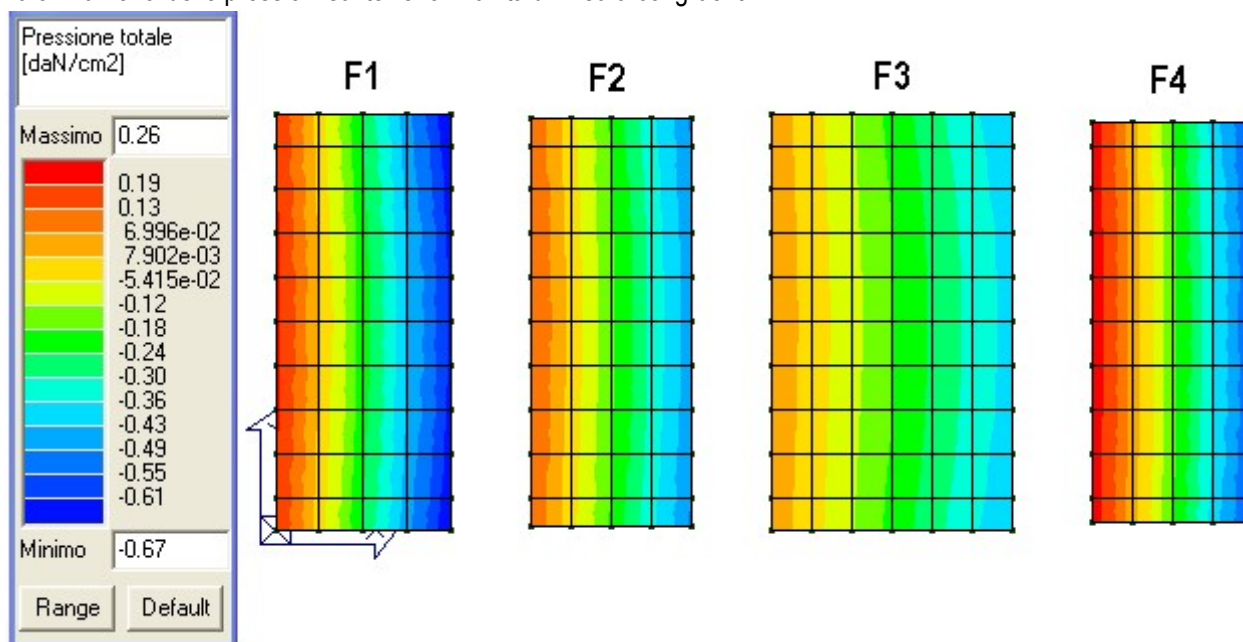 Pressione totale
[daN/cm2]
F1
F2
F3
F4
Massimo 0.26
0.19
0.13
6.996e-02
7.902e-03
-5.415e-02
-0.12
-0.18
-0.24
-0.30
-0.36
-0.43
-0.49
-0.55
-0.61
Minimo -0.67
Range Default